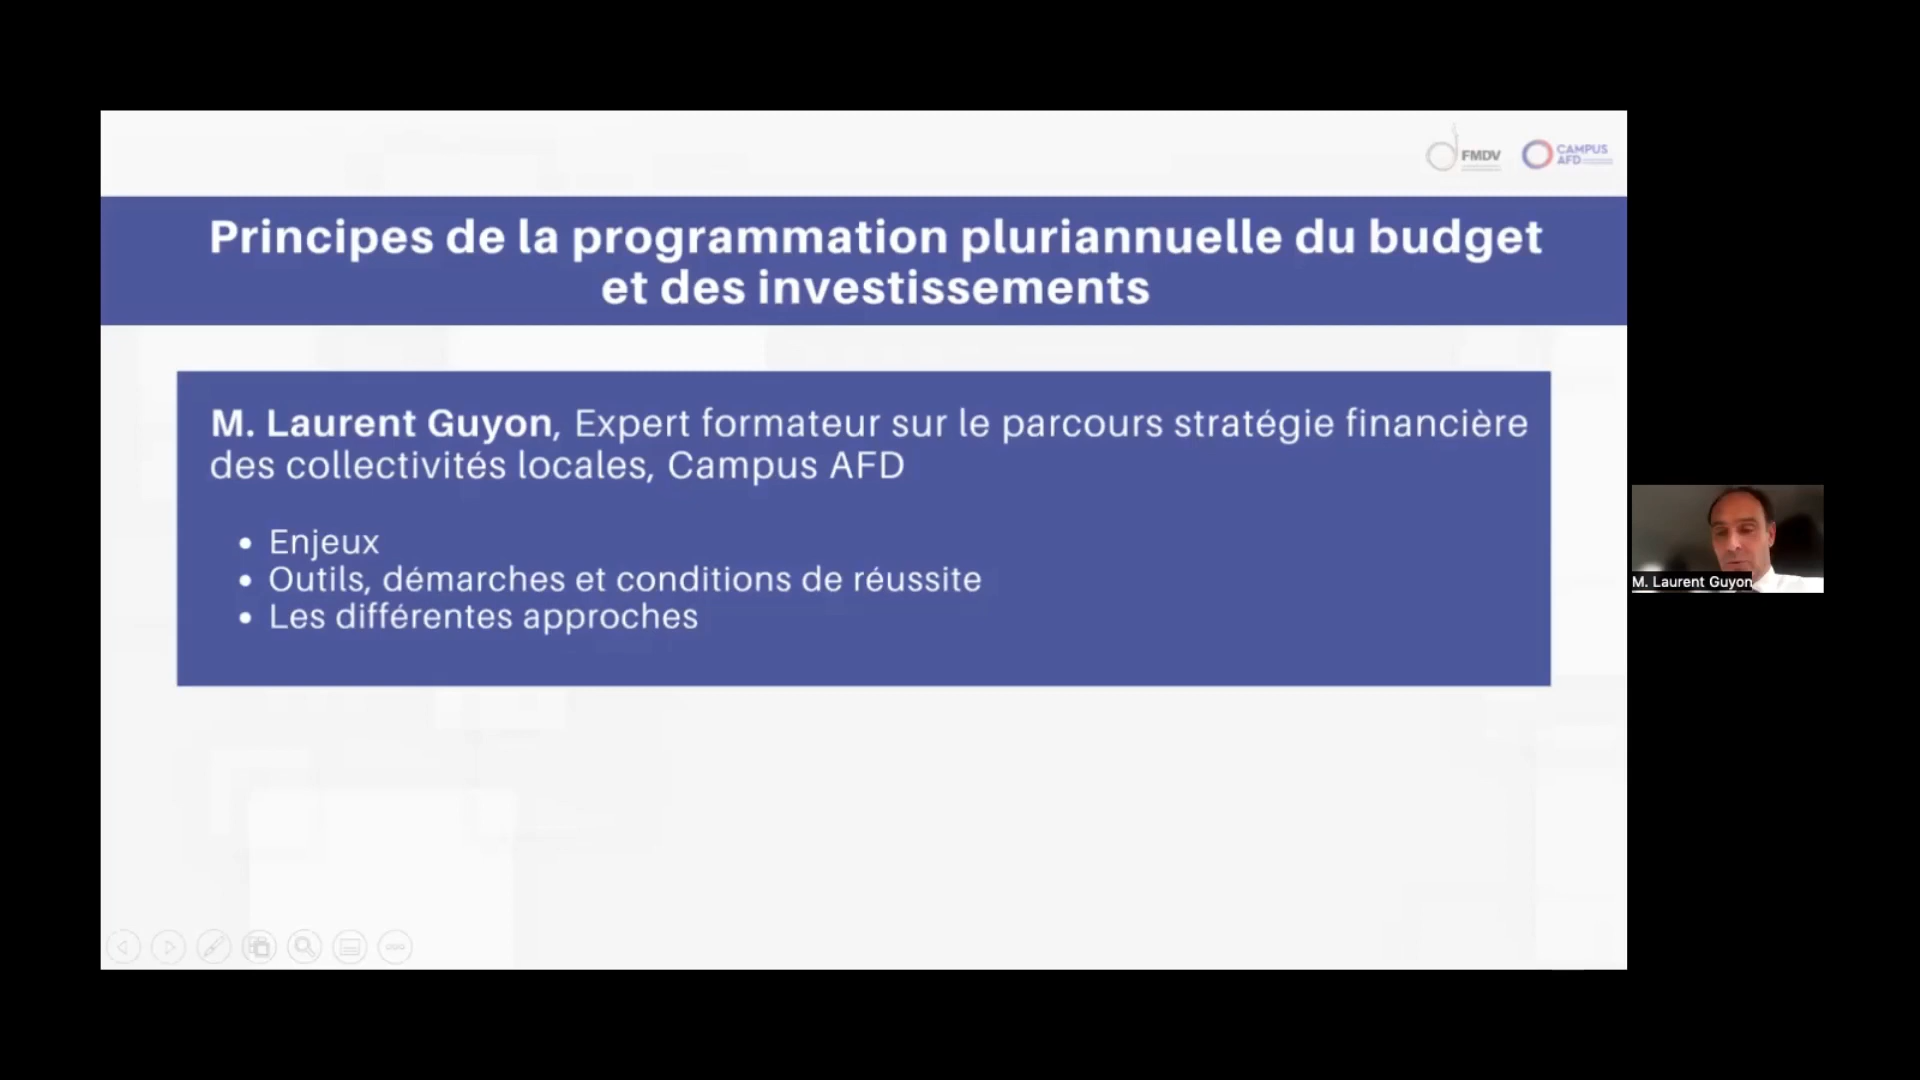 FMDV
CAMPUS
AFD
Principes de la programmation pluriannuelle du budget
et des investissements
M. Laurent Guyon, Expert formateur sur le parcours stratégie financière
des collectivités locales, Campus AFD
• Enjeux
• Outils, démarches et conditions de réussite
• Les différentes approches
M. Laurent Guyon